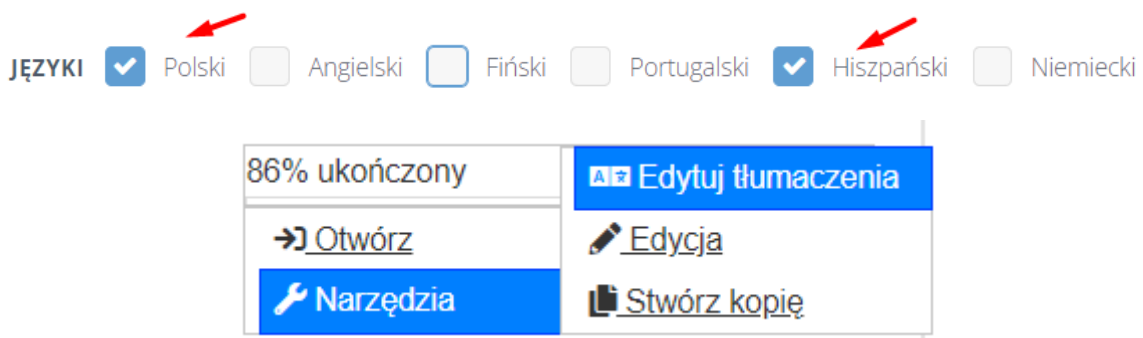 JĘZYKI Polski Angielski Fiński Portugalski Hiszpański Niemiecki
86% ukończony
Otwórz
Narzędzia
Edytuj tłumaczenia
Edycja
Stwórz kopię